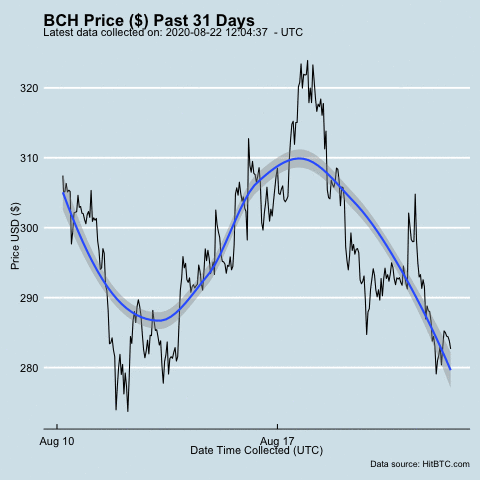 BCH Price ($) Past 31 Days
Latest data collected on: 2020-08-22 12:04:37 - UTC
320
310
300
290
280
Price USD ($)
Aug 10
Aug 17
Date Time Collected (UTC)
Data source: HitBTC.com